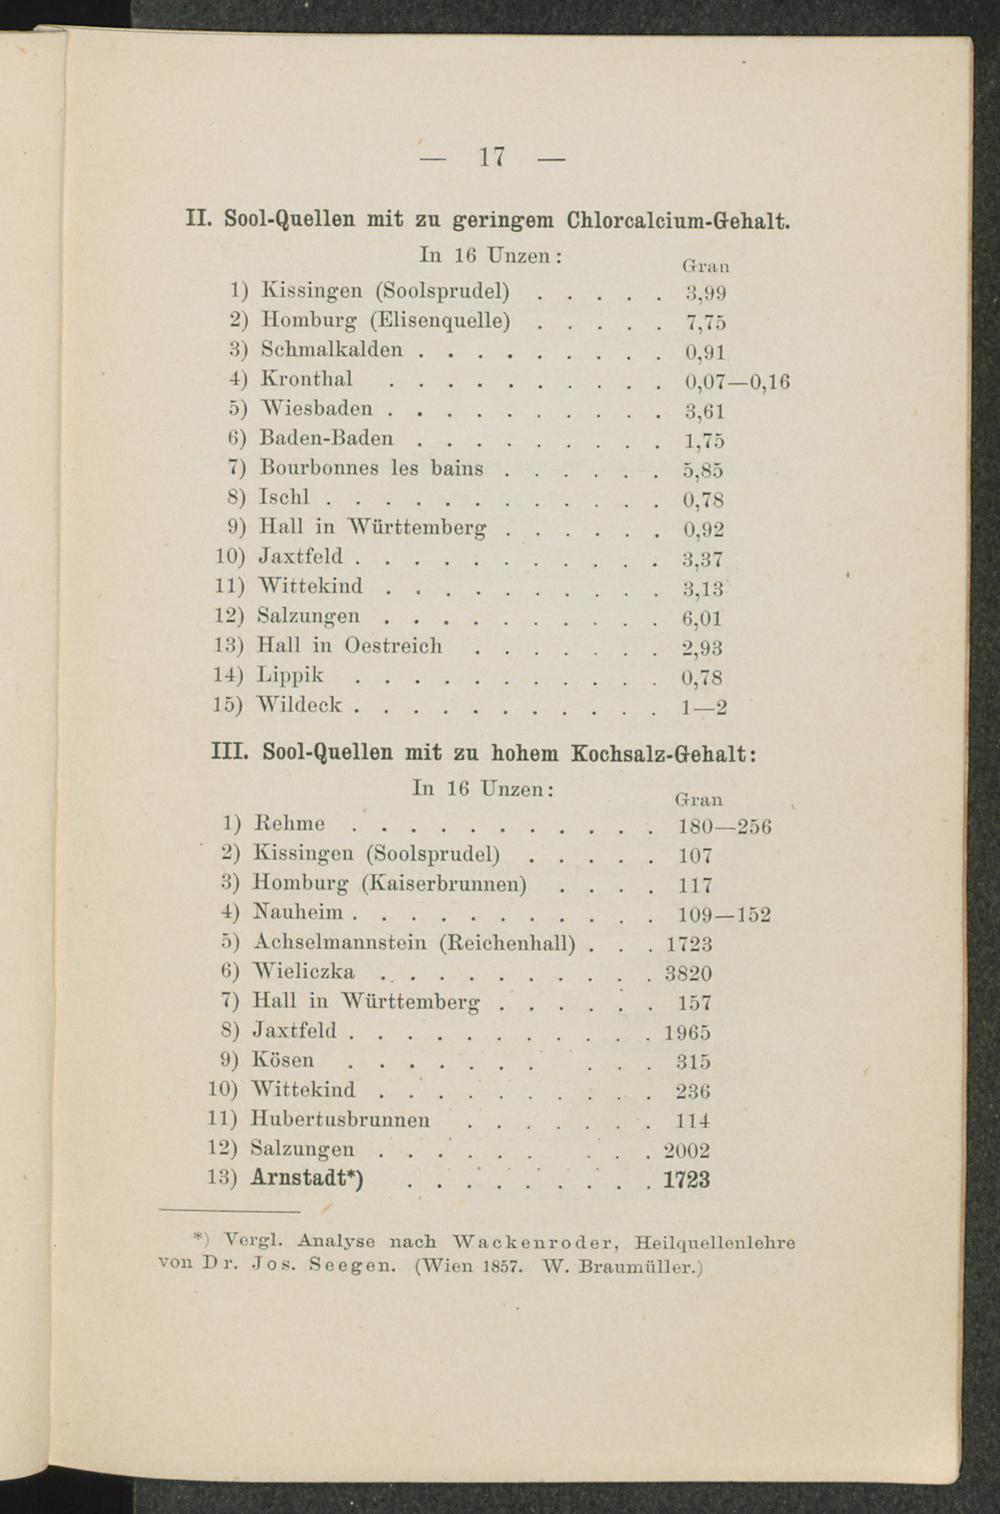 — 17 —
II. Sool-Quellen mit zu geringem Chlorcalcium-Gehalt.
In 16 Unzen:
Gran
1) Kissingen (Soolsprudel) . . . . . 3,99
2) Homburg (Elisenquelle) . . . . . 7,75
3) Schmalkalden . . . . . . . . . 0,91
4) Kronthal . . . . . . . . . . 0,07—0,16
5) Wiesbaden . . . . . . . . . . 3,61
6) Baden-Baden . . . . . . . . . 1,75
7) Bourbonnes les bains . . . . . . 5,85
8) Ischl . . . . . . . . . . . . 0,78
9) Hall in Württemberg . . . . . . 0,92
10) Jaxtfeld . . . . . . . . . . . 3,37
11) Wittekind . . . . . . . . . . 3,13
12) Salzungen . . . . . . . . . . 6,01
13) Hall in Oestreich . . . . . . . 2,93
14) Lippik . . . . . . . . . . . 0,78
15) Wildeck . . . . . . . . . . . 1—2
III. Sool-Quellen mit zu hohem Kochsalz-Gehalt:
In 16 Unzen:
Gran
1) Rehme . . . . . . . . . . . 180—256
2) Kissingen (Soolsprudel) . . . . . 107
3) Homburg (Kaiserbrunnen) . . . . 117
4) Nauheim . . . . . . . . . . . 109—152
5) Achselmannstein (Reichenhall) . . . 1723
6) Wieliczka . . . . . . . . . . 3820
7) Hall in Württemberg . . . . . . 157
8) Jaxtfeld . . . . . . . . . . . 1965
9) Kösen . . . . . . . . . . 315
10) Wittekind . . . . . . . . . . 236
11) Hubertusbrunnen . . . . . . . 114
12) Salzungen . . . . . . . . . 2002
13) Arnstadt*) . . . . . . . . . 1723
*) Vergl. Analyse nach Wackenroder, Heilquellenlehre
von Dr. Jos. Seegen. (Wien 1857. W. Braumüller.)